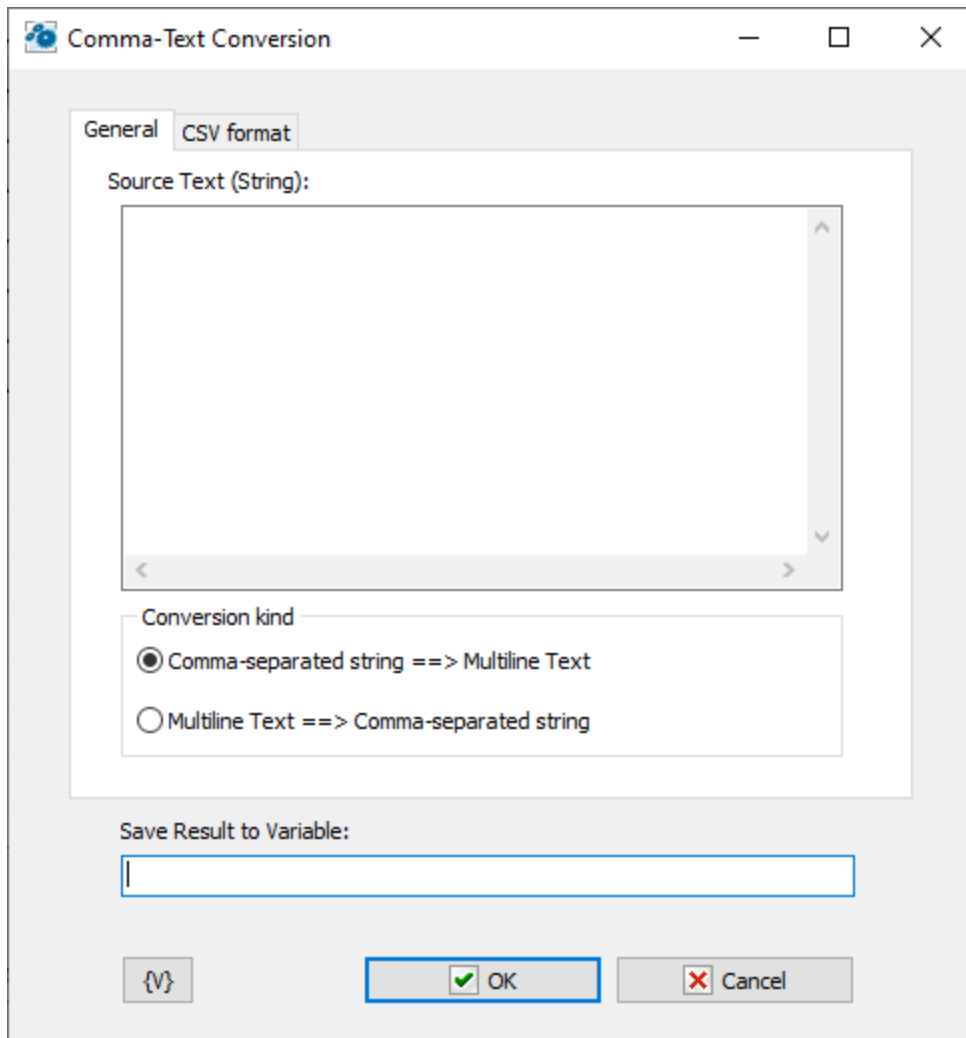 Comma-Text Conversion
General
CSV format
Source Text (String):
Conversion kind
Comma-separated string ==> Multiline Text
Multiline Text ==> Comma-separated string
Save Result to Variable:
{V}
OK
Cancel